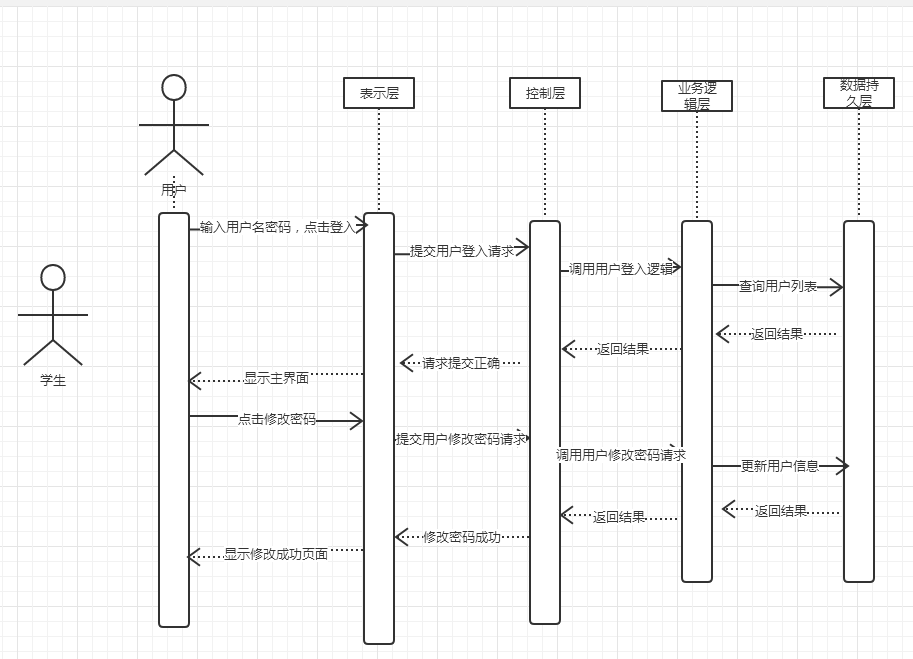 表示层
控制层
业务逻
辑层
数据持
久层
用户
输入用户名密码，点击登入
提交用户登入请求
调用用户登入逻辑
查询用户列表
返回结果
返回结果
请求提交正确
显示主界面
学生
点击修改密码
提交用户修改密码请求
调用用户修改密码请求
更新用户信息
返回结果
返回结果
修改密码成功
显示修改成功页面